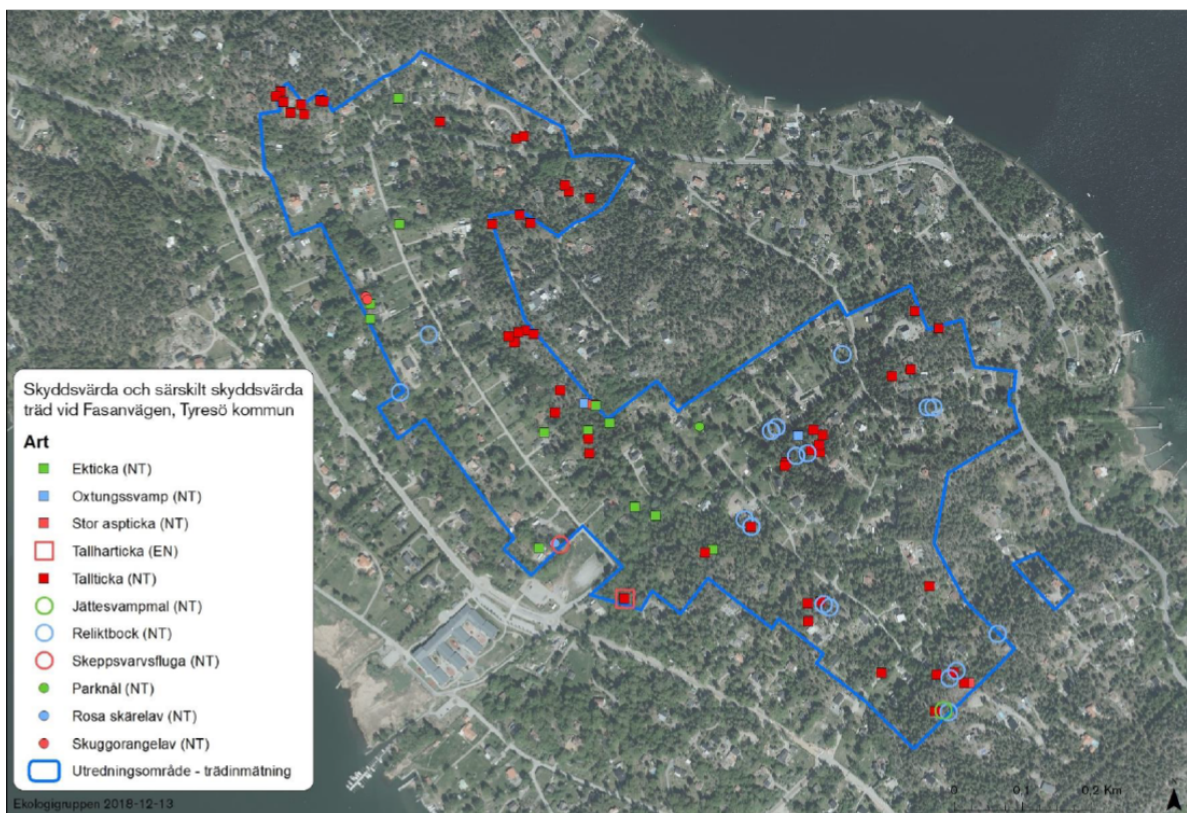 Skyddsvärda och särskilt skyddsvärda
träd vid Fasanvägen, Tyresö kommun
Art
Ekticka (NT)
Oxtungssvamp (NT)
Stor aspticka (NT)
Tallharticka (EN)
Tallticka (NT)
Jättesvampmal (NT)
Reliktbock (NT)
Skeppsvarvsfluga (NT)
Parknål (NT)
Rosa skärelav (NT)
Skuggorangelav (NT)
Utredningsområde - trädinmätning
Ekologigruppen 2018-12-13
0 0,1 0,2 Km